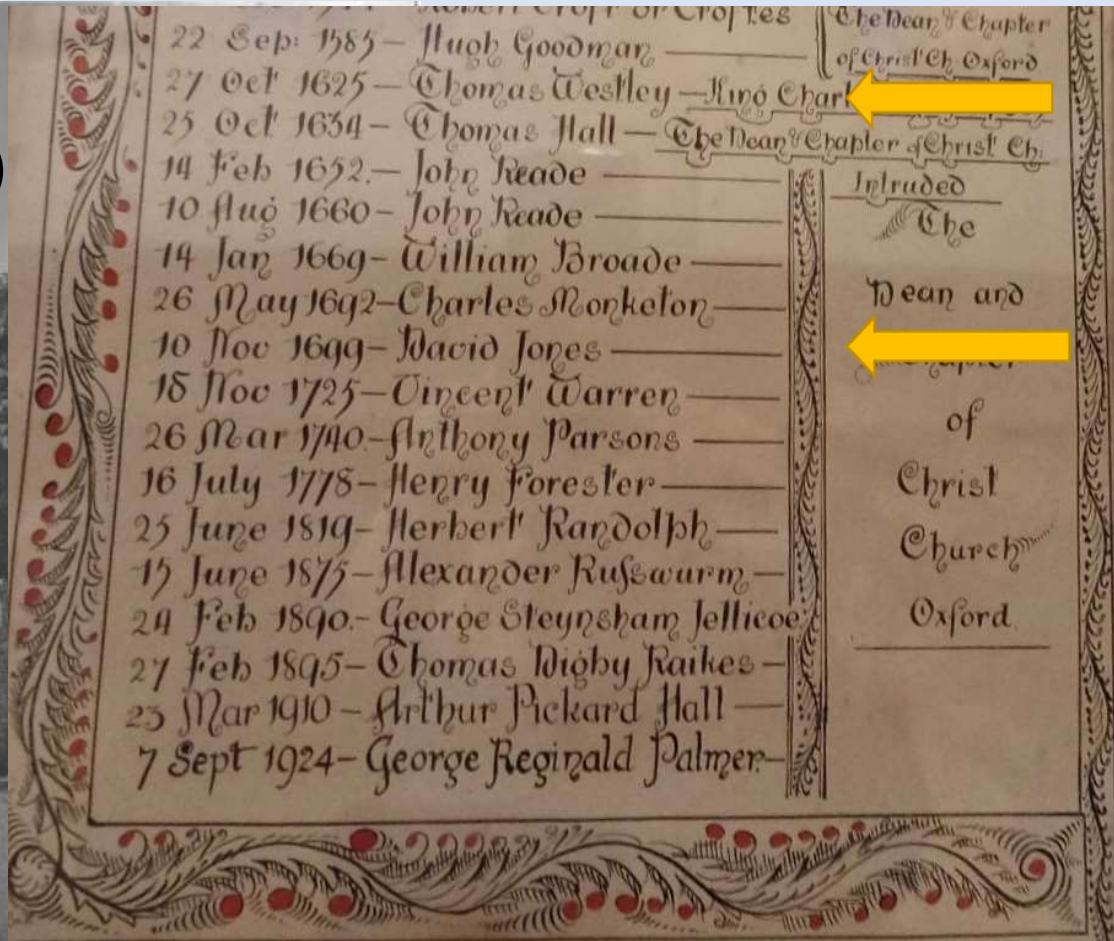 Robert Croft or Croftes The Dean & Chapter
22 Sep: 1585– Hugh Goodman of Christ Ch. Oxford
27 Oct 1625– Thomas Westley – King
25 Oct 1634– Thomas Hall – The Dean & Chapter of Christ Ch:
14 Feb 1652.– John Reade Intruded
10 Aug 1660– John Reade The
14 Jan 1669– William Broade
26 May 1692– Charles Monketon Dean and
10 Nov 1699– David Jones
18 Nov 1725– Vincent Warren
26 Mar 1740– Anthony Parsons of
16 July 1778– Henry Forester Christ
25 June 1819– Herbert Randolph Church
15 June 1875– Alexander Ruſswurm
24 Feb 1890.– George Steynsham Jellicoe Oxford.
27 Feb 1895– Thomas Digby Raikes
23 Mar 1910– Arthur Pickard Hall
7 Sept 1924– George Reginald Palmer